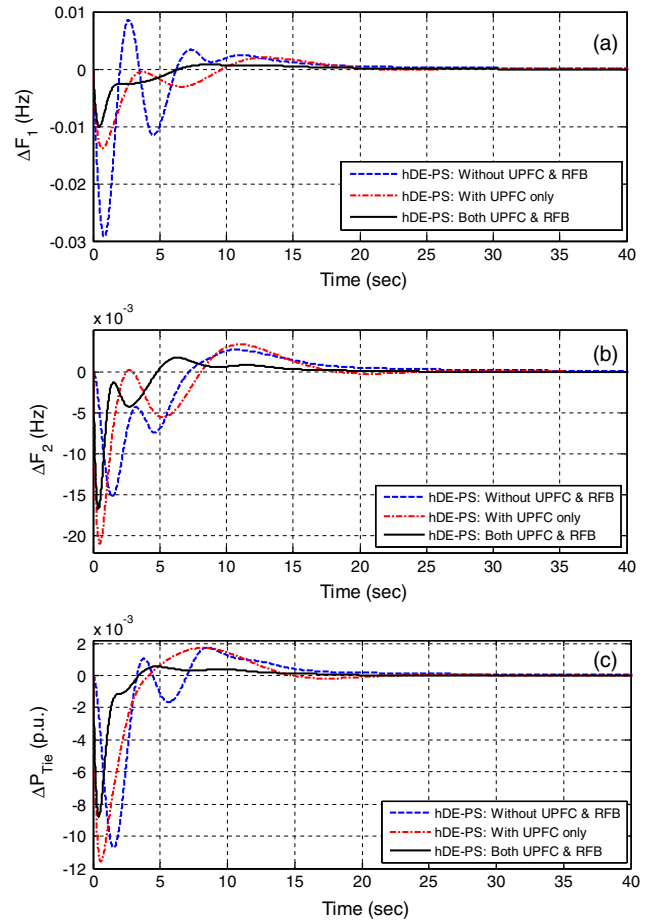 0.01
0
-0.01
-0.02
-0.03
ΔF1 (Hz)
(a)
hDE-PS: Without UPFC & RFB
hDE-PS: With UPFC only
hDE-PS: Both UPFC & RFB
0 5 10 15 20 25 30 35 40
Time (sec)
x 10-3
0
-5
-10
-15
-20
ΔF2 (Hz)
(b)
hDE-PS: Without UPFC & RFB
hDE-PS: With UPFC only
hDE-PS: Both UPFC & RFB
0 5 10 15 20 25 30 35 40
Time (sec)
x 10-3
2
0
-2
-4
-6
-8
-10
-12
ΔPTie (p.u.)
(c)
hDE-PS: Without UPFC & RFB
hDE-PS: With UPFC only
hDE-PS: Both UPFC & RFB
0 5 10 15 20 25 30 35 40
Time (sec)